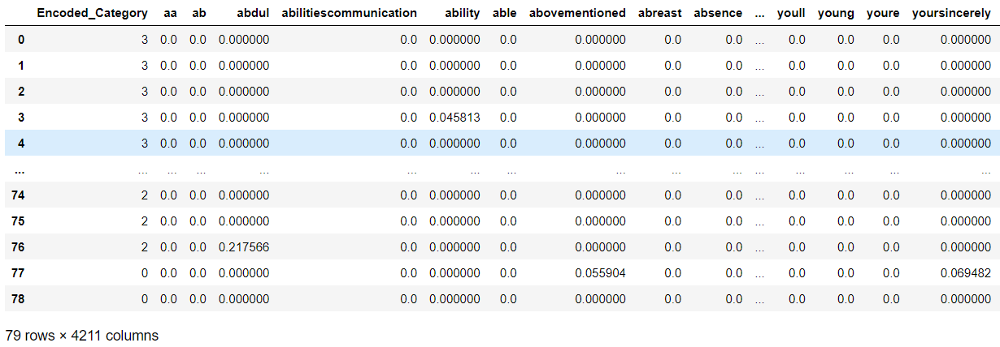 Encoded_Category aa ab abdul abilitiescommunication ability able abovementioned abreast absence ... youll young youre yoursincerely
0 3 0.0 0.0 0.000000 0.0 0.000000 0.0 0.000000 0.0 0.0 ... 0.0 0.0 0.0 0.000000
1 3 0.0 0.0 0.000000 0.0 0.000000 0.0 0.000000 0.0 0.0 ... 0.0 0.0 0.0 0.000000
2 3 0.0 0.0 0.000000 0.0 0.000000 0.0 0.000000 0.0 0.0 ... 0.0 0.0 0.0 0.000000
3 3 0.0 0.0 0.000000 0.0 0.045813 0.0 0.000000 0.0 0.0 ... 0.0 0.0 0.0 0.000000
4 3 0.0 0.0 0.000000 0.0 0.000000 0.0 0.000000 0.0 0.0 ... 0.0 0.0 0.0 0.000000
... ... ... ... ... ... ... ... ... ... ... ... ... ... ... ...
74 2 0.0 0.0 0.000000 0.0 0.000000 0.0 0.000000 0.0 0.0 ... 0.0 0.0 0.0 0.000000
75 2 0.0 0.0 0.000000 0.0 0.000000 0.0 0.000000 0.0 0.0 ... 0.0 0.0 0.0 0.000000
76 2 0.0 0.0 0.217566 0.0 0.000000 0.0 0.000000 0.0 0.0 ... 0.0 0.0 0.0 0.000000
77 0 0.0 0.0 0.000000 0.0 0.000000 0.0 0.055904 0.0 0.0 ... 0.0 0.0 0.0 0.069482
78 0 0.0 0.0 0.000000 0.0 0.000000 0.0 0.000000 0.0 0.0 ... 0.0 0.0 0.0 0.000000
79 rows × 4211 columns